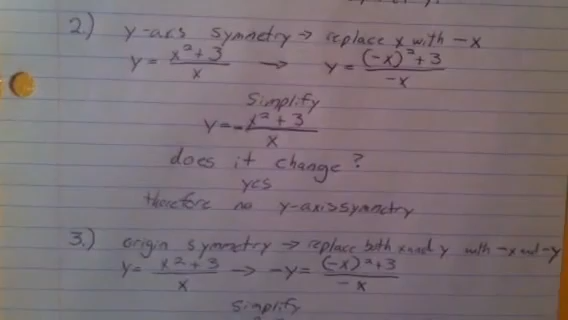 2.) y-axis symmetry → replace x with -x
y = x²+3/x → y = (-x)²+3/-x
Simplify
y = -x²+3/x
does it change?
yes
therefore no y-axis symmetry
3.) origin symmetry → replace both x and y with -x and -y
y = x²+3/x → -y = (-x)²+3/-x
Simplify